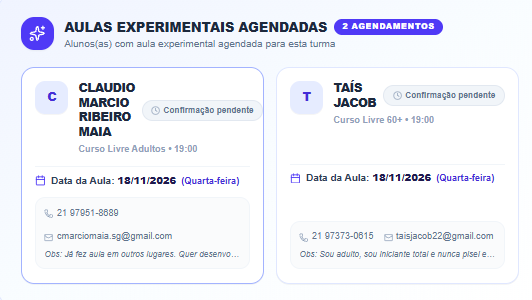 AULAS EXPERIMENTAIS AGENDADAS 2 AGENDAMENTOS
Alunos(as) com aula experimental agendada para esta turma
C
CLAUDIO
MARCIO
RIBEIRO
MAIA
Confirmação pendente
Curso Livre Adultos • 19:00
Data da Aula: 18/11/2026 (Quarta-feira)
21 97951-8689
cmarciomaia.sg@gmail.com
Obs: Já fez aula em outros lugares. Quer desenvo...
T
TAÍS
JACOB
Confirmação pendente
Curso Livre 60+ • 19:00
Data da Aula: 18/11/2026 (Quarta-feira)
21 97373-0615 taisjacob22@gmail.com
Obs: Sou adulto, sou iniciante total e nunca pisei e...